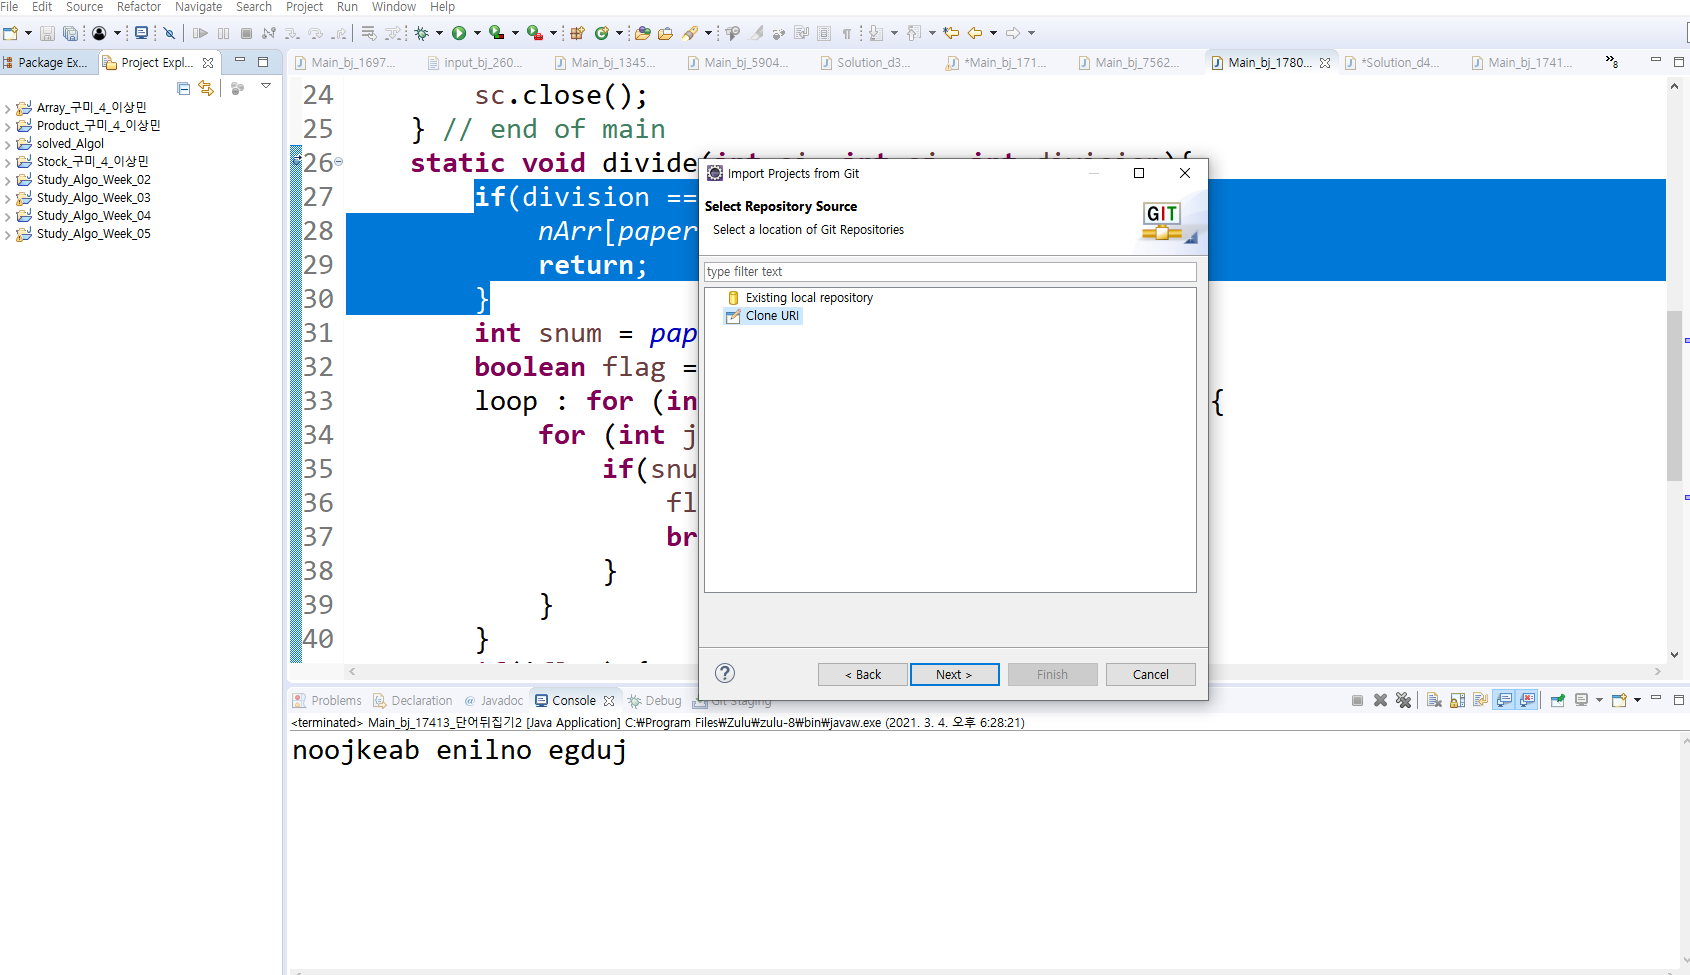 File Edit Source Refactor Navigate Search Project Run Window Help
Package Ex... Project Expl...
Main_bj_1697... input_bj_260... Main_bj_1345... Main_bj_5904... Solution_d3... *Main_bj_171... Main_bj_7562... Main_bj_1780... *Solution_d4... Main_bj_1741... »8
Array_구미_4_이상민
Product_구미_4_이상민
solved_Algol
Stock_구미_4_이상민
Study_Algo_Week_02
Study_Algo_Week_03
Study_Algo_Week_04
Study_Algo_Week_05
24 sc.close();
25 } // end of main
26 static void divide(
27 if(division ==
28 nArr[paper
29 return;
30 }
31 int snum = pap
32 boolean flag =
33 loop : for (in {
34 for (int j
35 if(snu
36 fl
37 br
38 }
39 }
40 }
Import Projects from Git
Select Repository Source
Select a location of Git Repositories
GIT
type filter text
Existing local repository
Clone URI
?
< Back Next > Finish Cancel
Problems Declaration @ Javadoc Console Debug Git Staging
<terminated> Main_bj_17413_단어뒤집기2 [Java Application] C:₩Program Files₩Zulu₩zulu-8₩bin₩javaw.exe (2021. 3. 4. 오후 6:28:21)
noojkeab enilno egduj